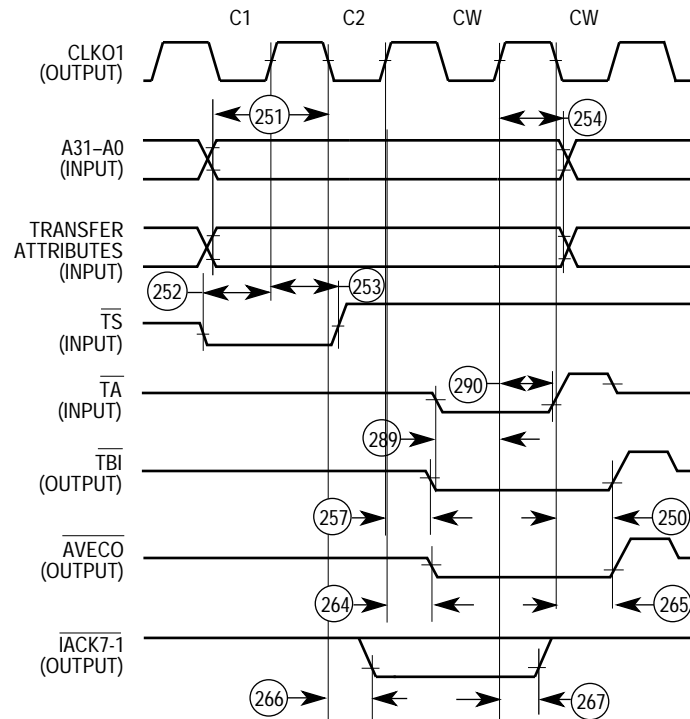 C1 C2 CW CW
CLKO1
(OUTPUT)
251
254
A31–A0
(INPUT)
TRANSFER
ATTRIBUTES
(INPUT)
252
253
TS
(INPUT)
290
TA
(INPUT)
289
TBI
(OUTPUT)
257
250
AVECO
(OUTPUT)
264
265
IACK7-1
(OUTPUT)
266
267